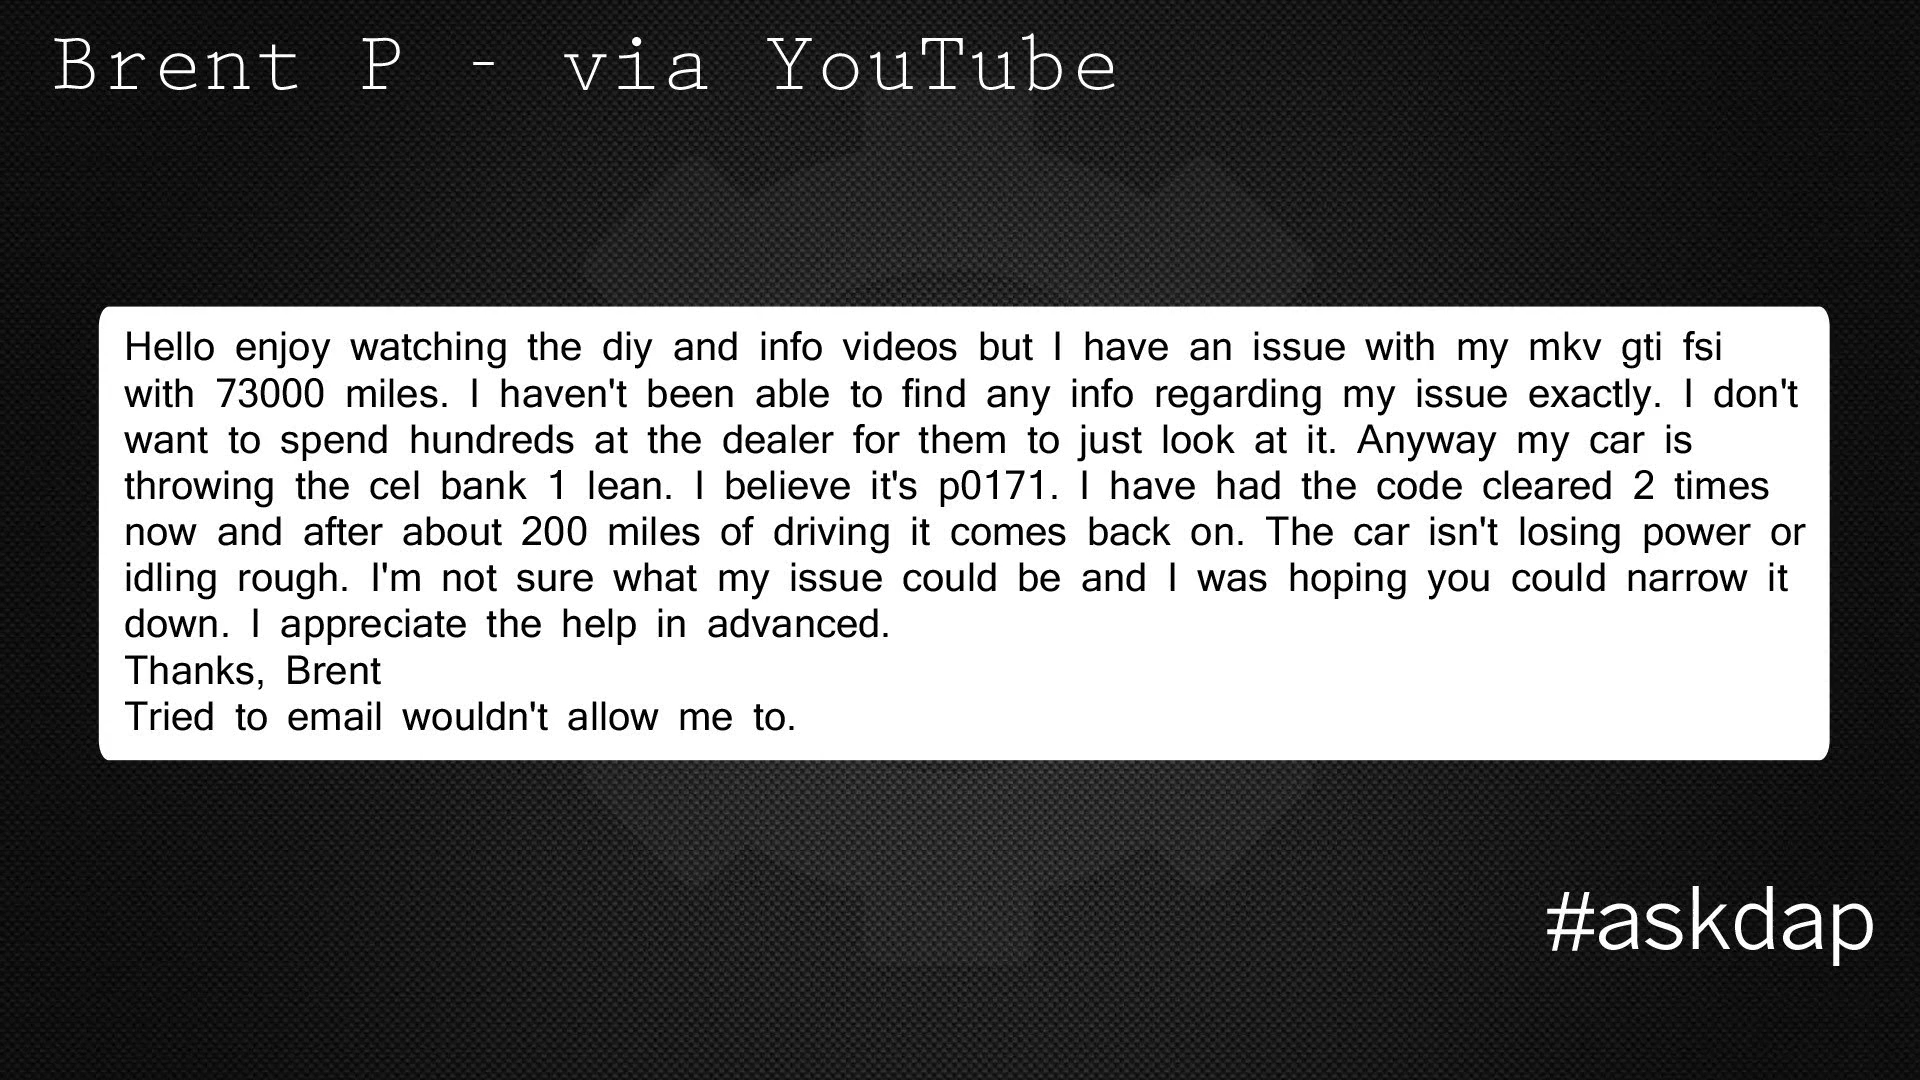 Brent P - via YouTube
Hello enjoy watching the diy and info videos but I have an issue with my mkv gti fsi
with 73000 miles. I haven't been able to find any info regarding my issue exactly. I don't
want to spend hundreds at the dealer for them to just look at it. Anyway my car is
throwing the cel bank 1 lean. I believe it's p0171. I have had the code cleared 2 times
now and after about 200 miles of driving it comes back on. The car isn't losing power or
idling rough. I'm not sure what my issue could be and I was hoping you could narrow it
down. I appreciate the help in advanced.
Thanks, Brent
Tried to email wouldn't allow me to.
#askdap